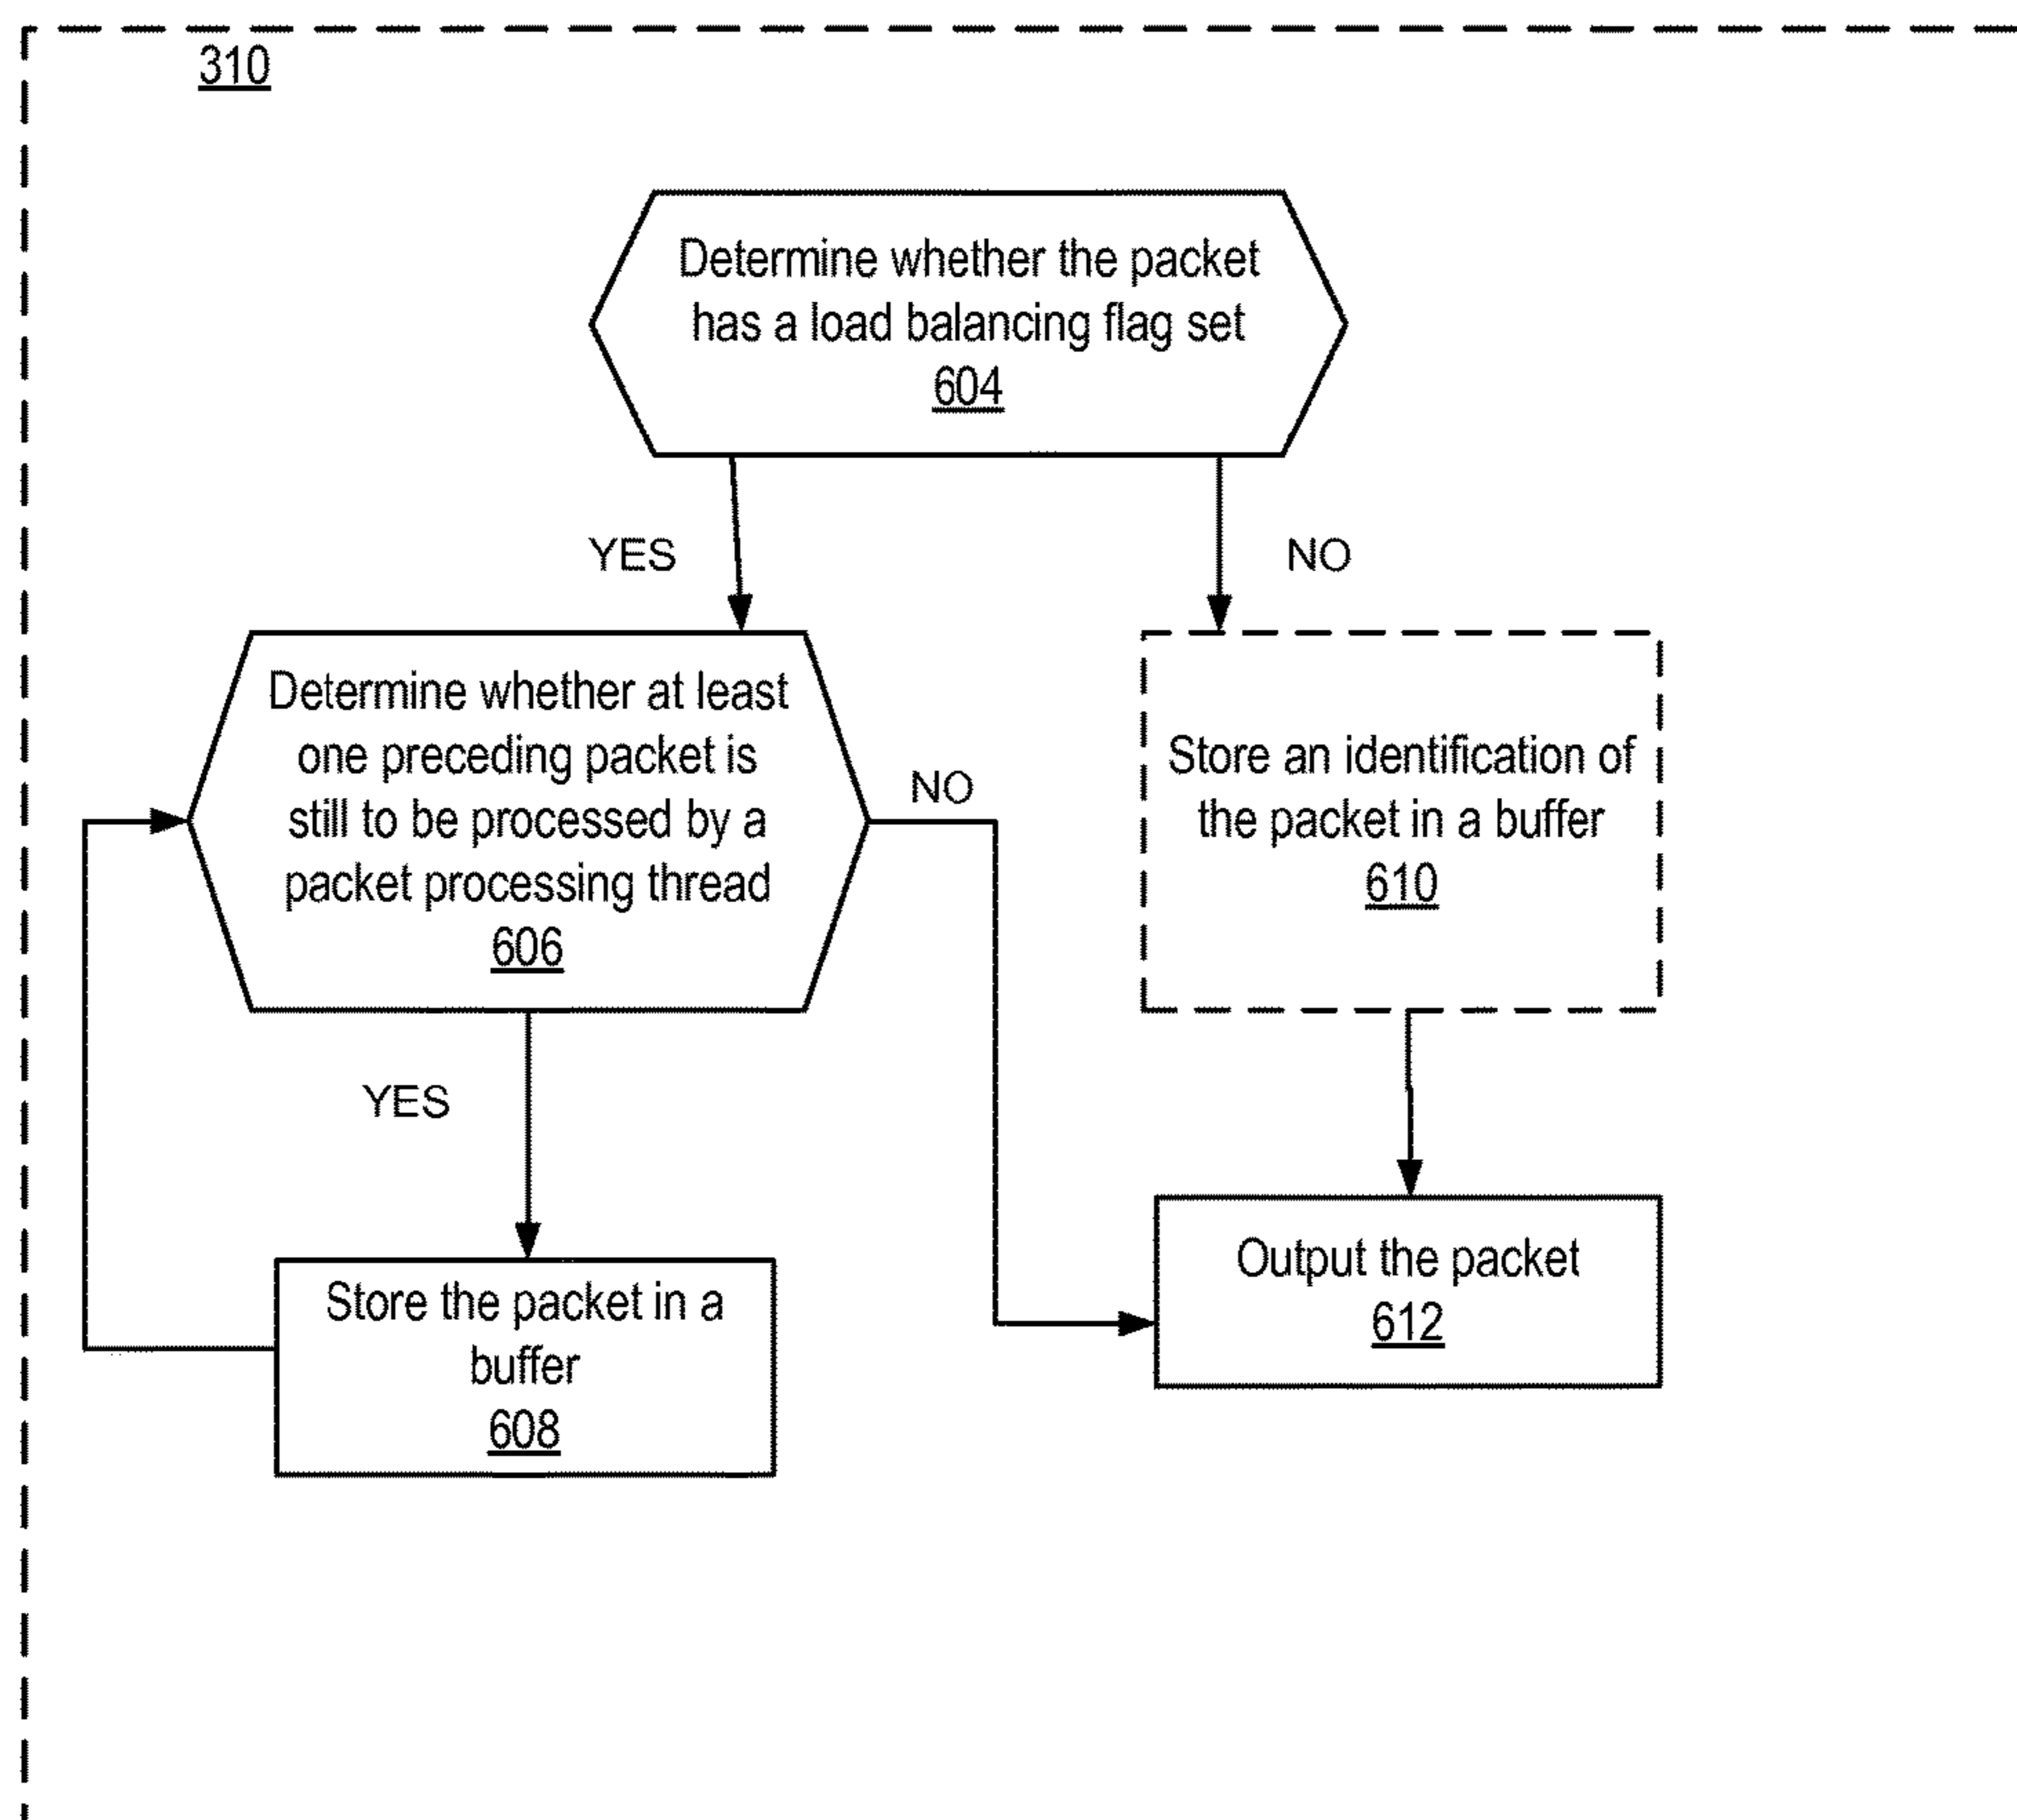 310
Determine whether the packet
has a load balancing flag set
604
YES
NO
Determine whether at least
one preceding packet is
still to be processed by a
packet processing thread
606
NO
Store an identification of
the packet in a buffer
610
YES
Store the packet in a
buffer
608
Output the packet
612